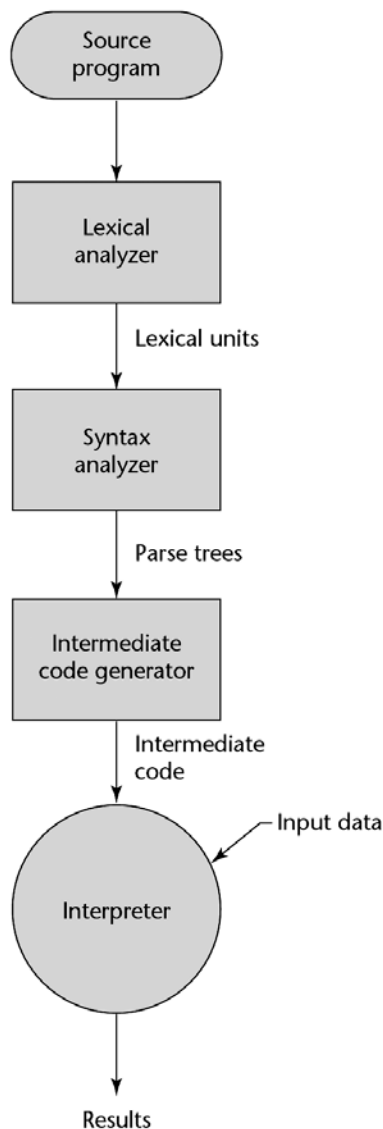 Source
program
Lexical
analyzer
Lexical units
Syntax
analyzer
Parse trees
Intermediate
code generator
Intermediate
code
Input data
Interpreter
Results